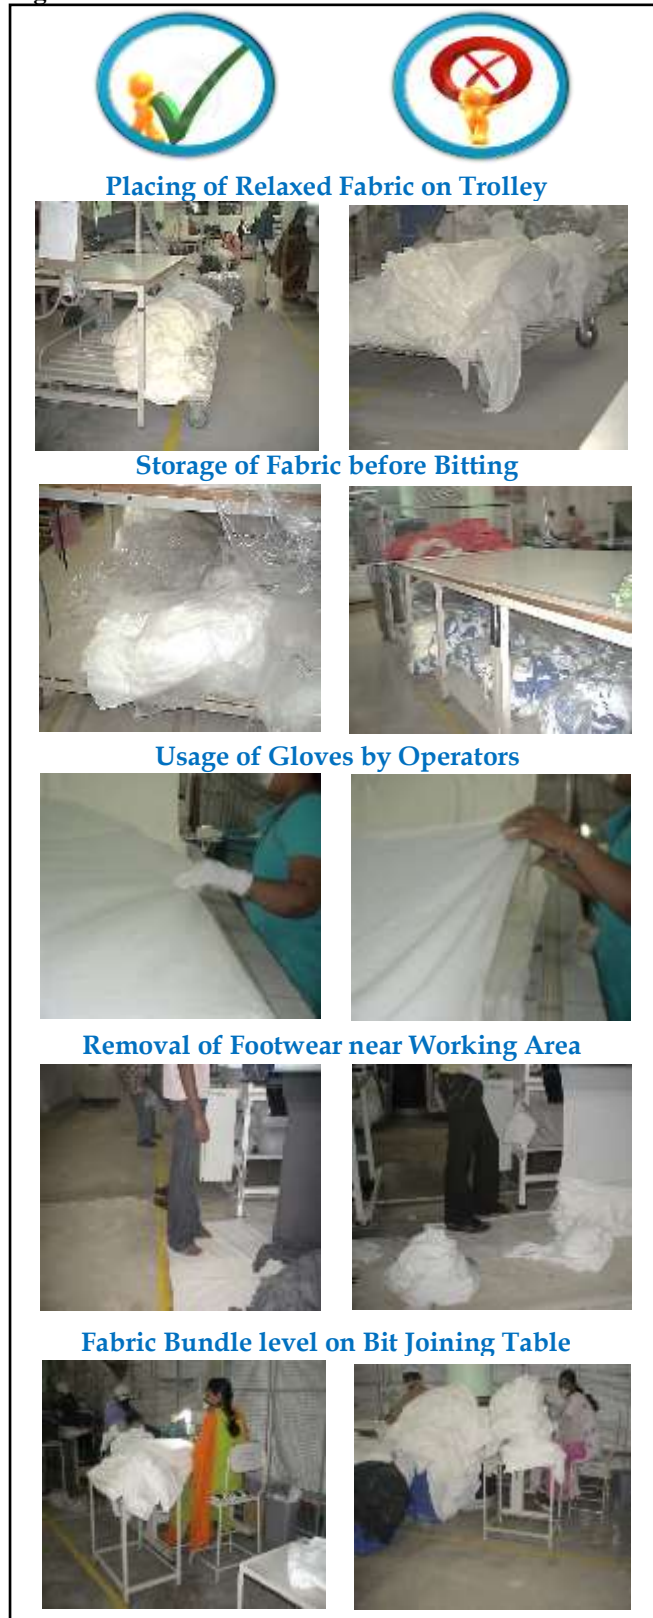 Placing of Relaxed Fabric on Trolley
Storage of Fabric before Bitting
Usage of Gloves by Operators
Removal of Footwear near Working Area
Fabric Bundle level on Bit Joining Table